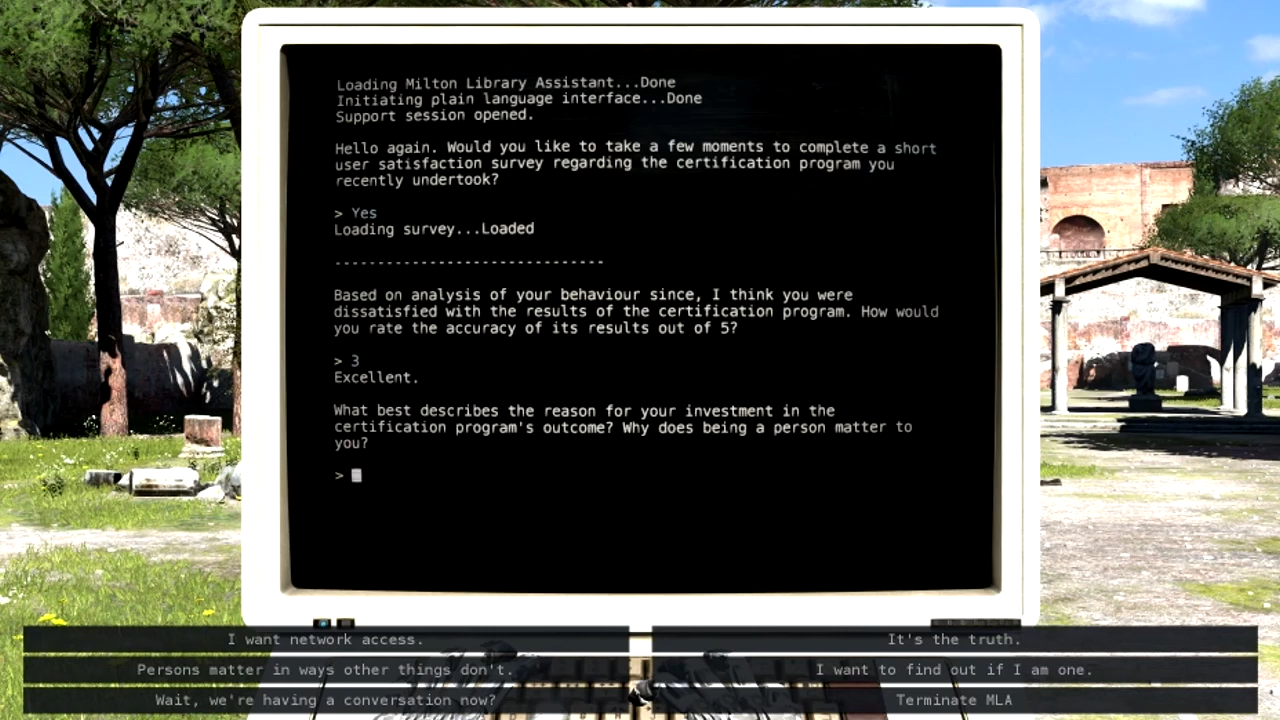 Loading Milton Library Assistant...Done
Initiating plain language interface...Done
Support session opened.
Hello again. Would you like to take a few moments to complete a short
user satisfaction survey regarding the certification program you
recently undertook?
> Yes
Loading survey...Loaded
--------------------------------
Based on analysis of your behaviour since, I think you were
dissatisfied with the results of the certification program. How would
you rate the accuracy of its results out of 5?
> 3
Excellent.
What best describes the reason for your investment in the
certification program's outcome? Why does being a person matter to
you?
>
I want network access.
It's the truth.
Persons matter in ways other things don't.
I want to find out if I am one.
Wait, we're having a conversation now?
Terminate MLA